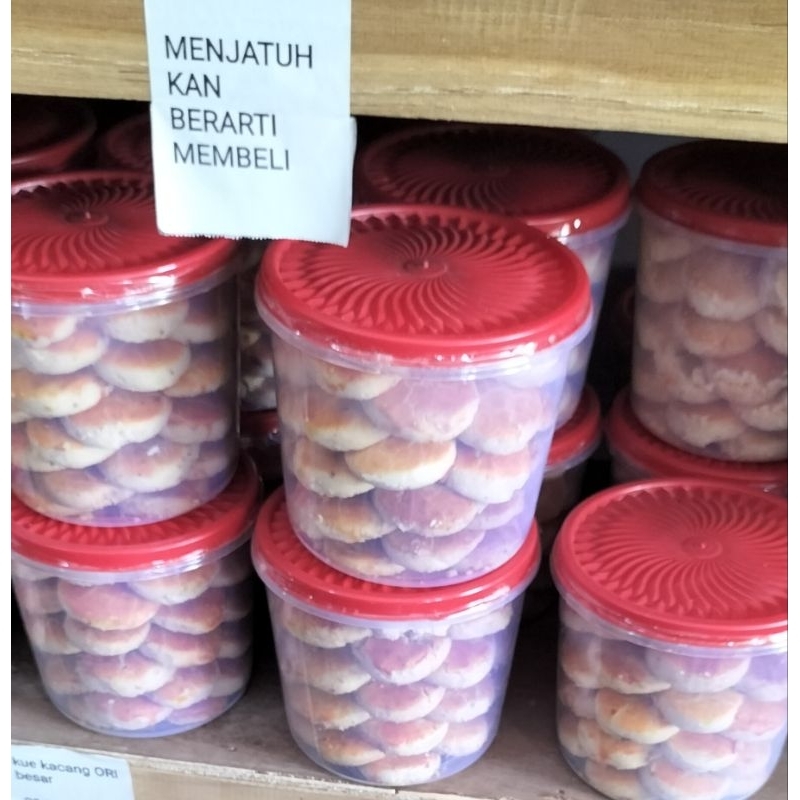 MENJATUH
KAN
BERARTI
MEMBELI
kue kacang ORI
besar